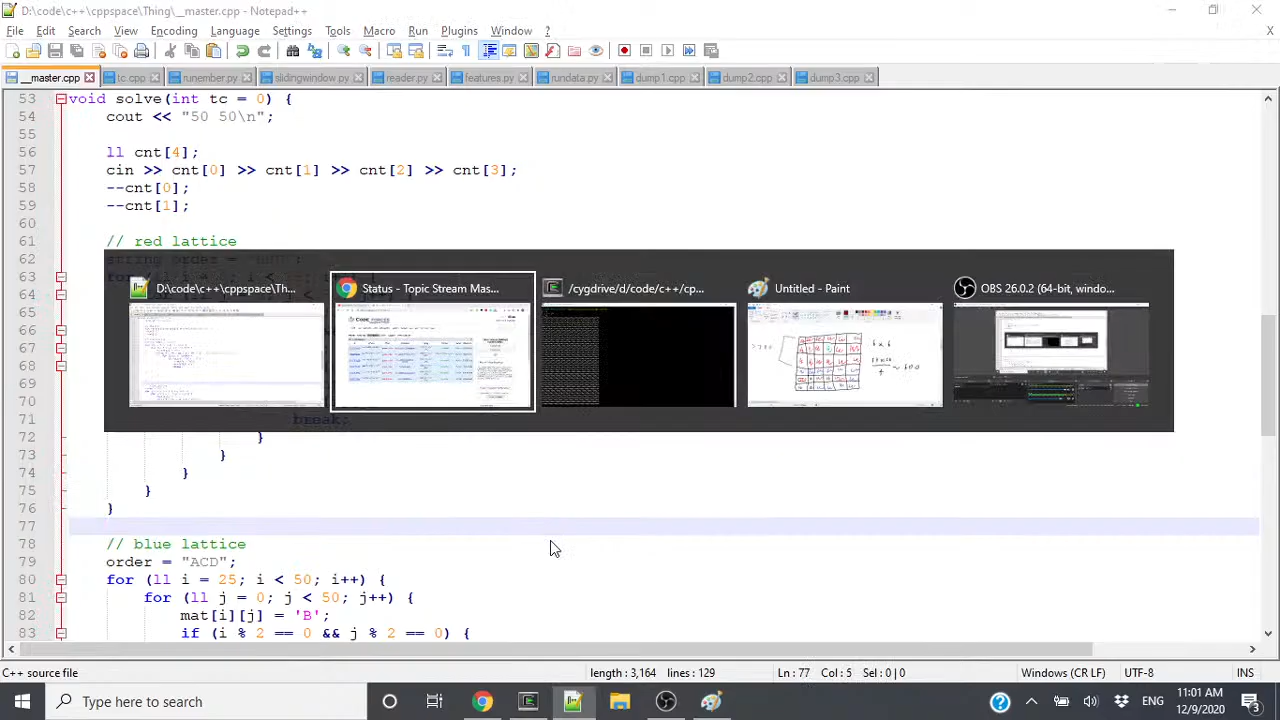 D:\code\c++\cppspace\Thing\__master.cpp - Notepad++
File Edit Search View Encoding Language Settings Tools Macro Run Plugins Window ? X
__master.cpp tc.cpp runember.py slidingwindow.py reader.py features.py rundata.py dump1.cpp dump2.cpp dump3.cpp
53 void solve(int tc = 0) {
54 cout << "50 50\n";
55
56 ll cnt[4];
57 cin >> cnt[0] >> cnt[1] >> cnt[2] >> cnt[3];
58 --cnt[0];
59 --cnt[1];
60
61 // red lattice
62 string order =
63
64
65
66
67
68
69
70
71 break;
72 }
73 }
74 }
75 }
76 }
77
78 // blue lattice
79 order = "ACD";
80 for (ll i = 25; i < 50; i++) {
81 for (ll j = 0; j < 50; j++) {
82 mat[i][j] = 'B';
83 if (i % 2 == 0 && j % 2 == 0) {
D:\code\c++\cppspace\Th...
Status - Topic Stream Mas...
/cygdrive/d/code/c++/cp...
Untitled - Paint
OBS 26.0.2 (64-bit, windo...
C++ source file length : 3,164 lines : 129 Ln : 77 Col : 5 Sel : 0 | 0 Windows (CR LF) UTF-8 INS
Type here to search
ENG
11:01 AM
12/9/2020
3